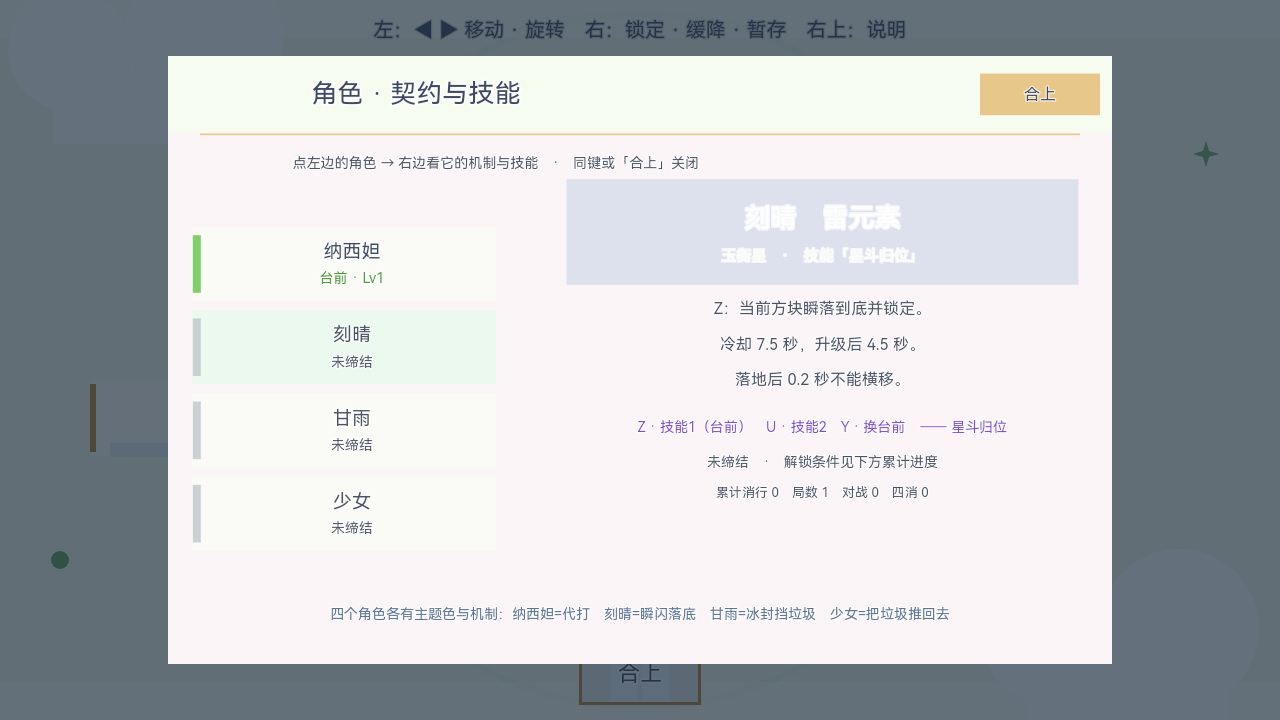 左：◀ ▶ 移动 · 旋转　右：锁定 · 缓降 · 暂存　右上：说明
角色 · 契约与技能
合上
点左边的角色 → 右边看它的机制与技能　·　同键或「合上」关闭
纳西妲
台前 · Lv1
刻晴
未缔结
甘雨
未缔结
少女
未缔结
刻晴　雷元素
玉衡星　·　技能「星斗归位」
Z：当前方块瞬落到底并锁定。
冷却 7.5 秒，升级后 4.5 秒。
落地后 0.2 秒不能横移。
Z · 技能1（台前）　U · 技能2　Y · 换台前　—— 星斗归位
未缔结　·　解锁条件见下方累计进度
累计消行 0　局数 1　对战 0　四消 0
四个角色各有主题色与机制：纳西妲=代打　刻晴=瞬闪落底　甘雨=冰封挡垃圾　少女=把垃圾推回去
合上